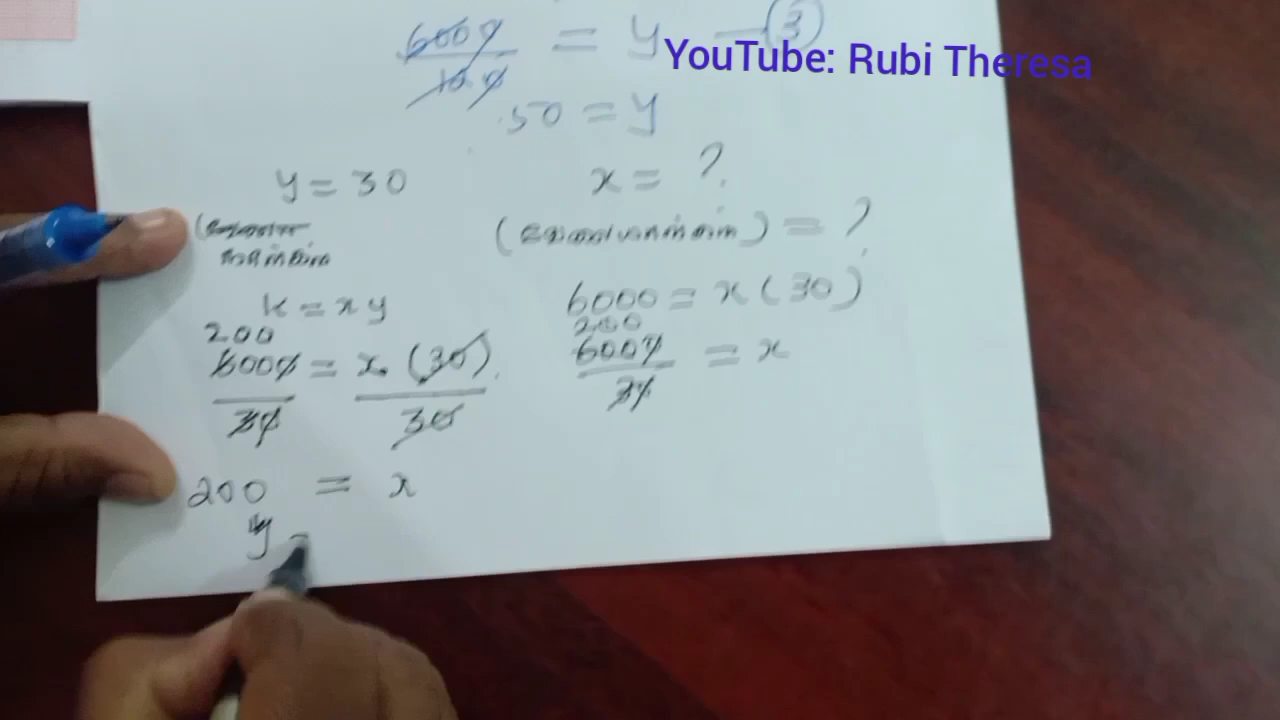 6000/120 = y — ③
YouTube: Rubi Theresa
50 = y
y = 30 x = ?
( ) = ?
k = xy 6000 = x(30)
200 200
6000/30 = x (30)/30 6000/30 = x
200 = x
y -